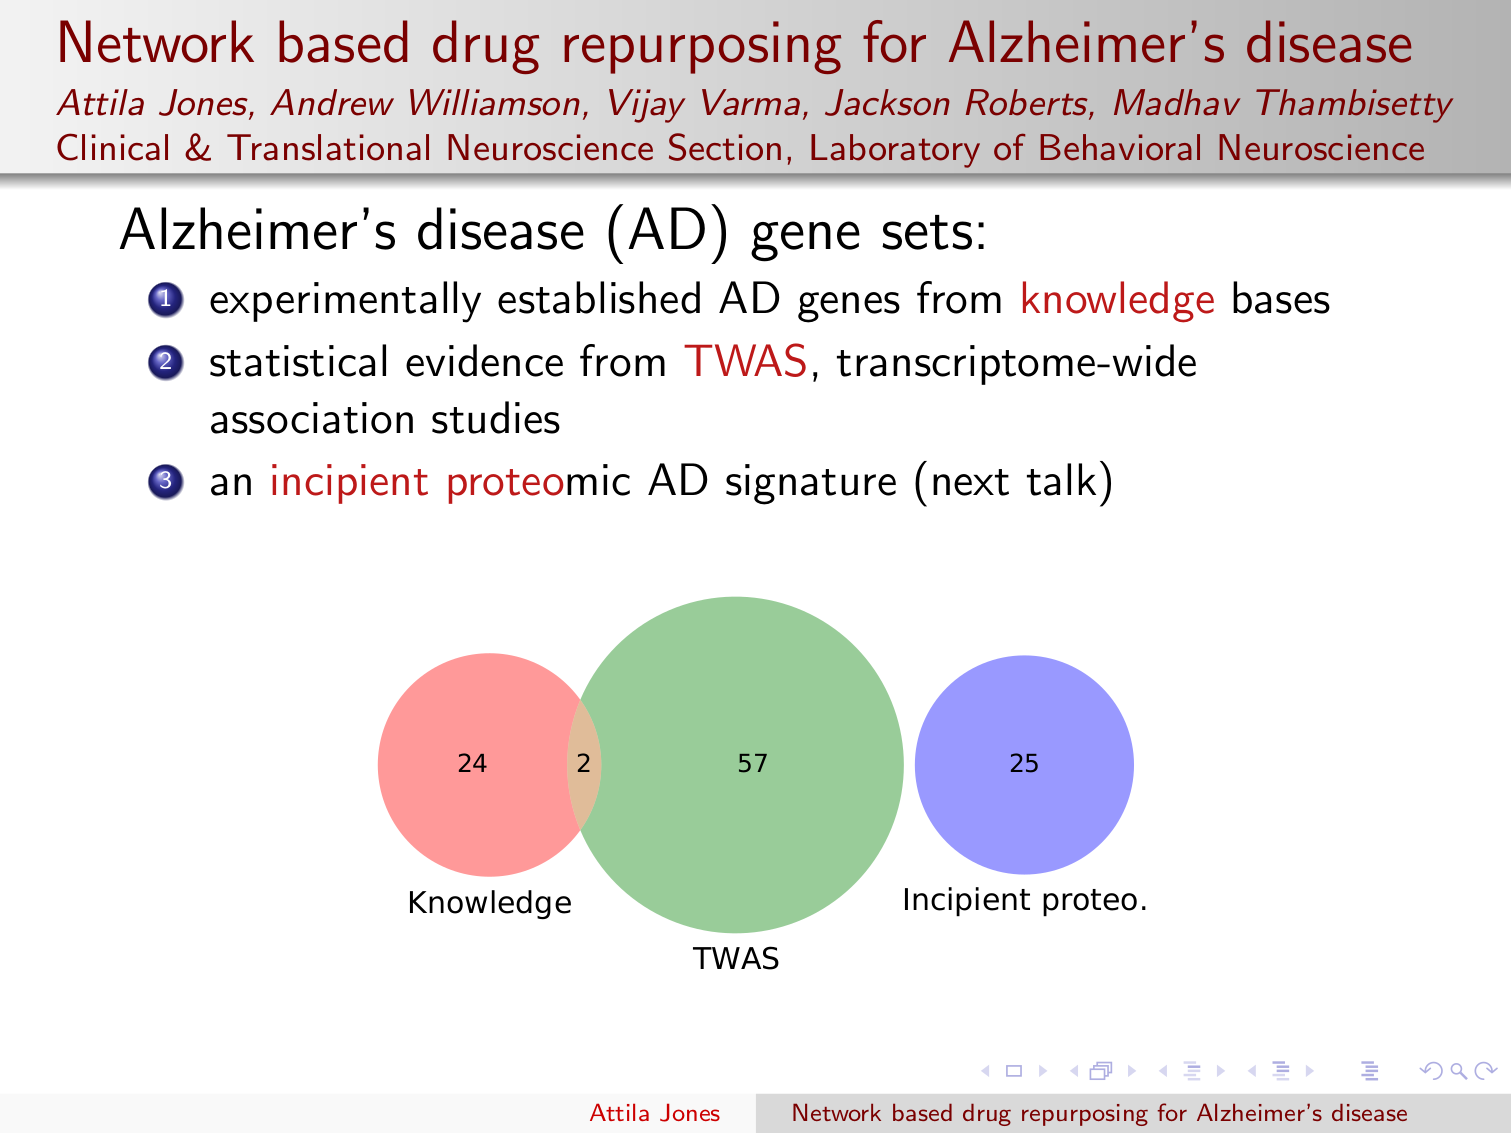 Network based drug repurposing for Alzheimer's disease
Attila Jones, Andrew Williamson, Vijay Varma, Jackson Roberts, Madhav Thambisetty
Clinical & Translational Neuroscience Section, Laboratory of Behavioral Neuroscience
Alzheimer's disease (AD) gene sets:
1 experimentally established AD genes from knowledge bases
2 statistical evidence from TWAS, transcriptome-wide
association studies
3 an incipient proteomic AD signature (next talk)
24 2 57 25
Knowledge
Incipient proteo.
TWAS
Attila Jones Network based drug repurposing for Alzheimer's disease